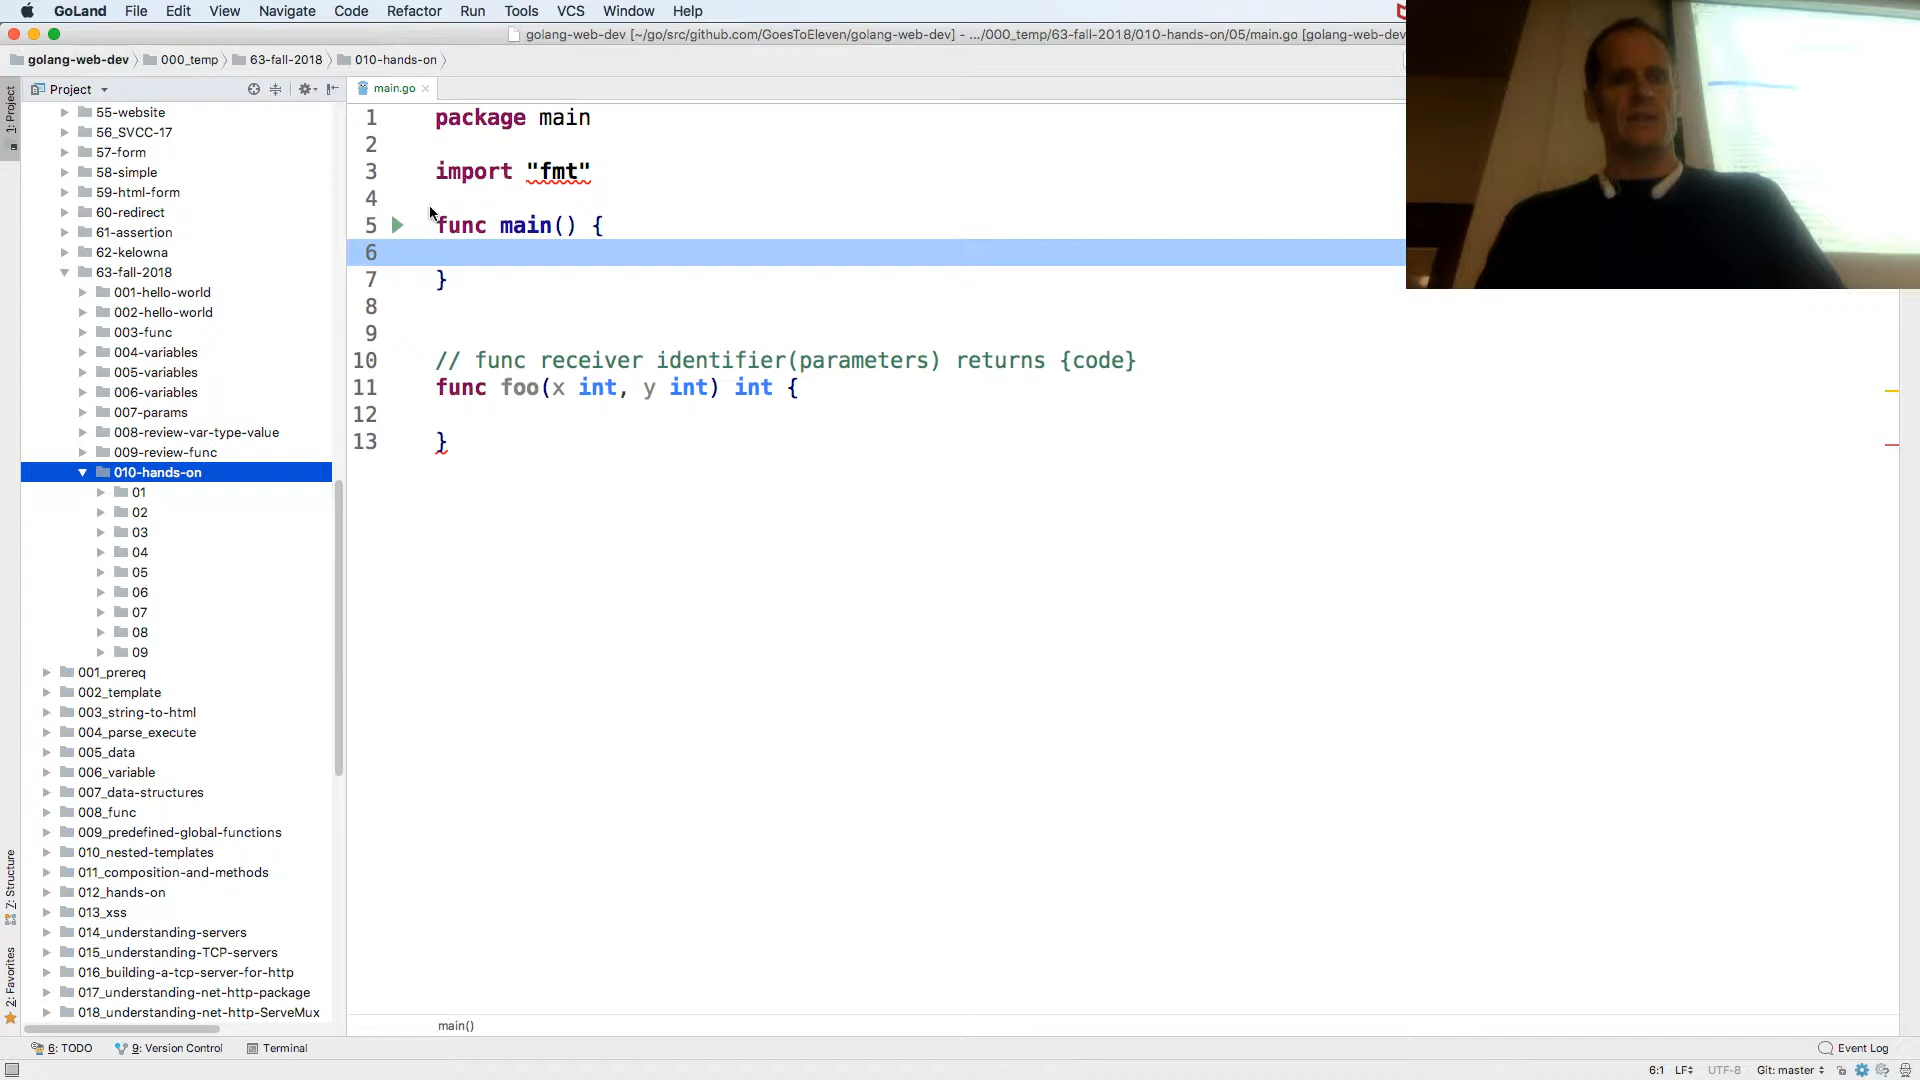 GoLand File Edit View Navigate Code Refactor Run Tools VCS Window Help
golang-web-dev [~/go/src/github.com/GoesToEleven/golang-web-dev] - .../000_temp/63-fall-2018/010-hands-on/05/main.go [golang-web-dev
golang-web-dev 000_temp 63-fall-2018 010-hands-on
1: Project
Project
main.go
55-website
56_SVCC-17
57-form
58-simple
59-html-form
60-redirect
61-assertion
62-kelowna
63-fall-2018
001-hello-world
002-hello-world
003-func
004-variables
005-variables
006-variables
007-params
008-review-var-type-value
009-review-func
010-hands-on
01
02
03
04
05
06
07
08
09
001_prereq
002_template
003_string-to-html
004_parse_execute
005_data
006_variable
007_data-structures
008_func
009_predefined-global-functions
010_nested-templates
011_composition-and-methods
012_hands-on
013_xss
014_understanding-servers
015_understanding-TCP-servers
016_building-a-tcp-server-for-http
017_understanding-net-http-package
018_understanding-net-http-ServeMux
Z: Structure
2: Favorites
1 package main
2
3 import "fmt"
4
5 func main() {
6
7 }
8
9
10 // func receiver identifier(parameters) returns {code}
11 func foo(x int, y int) int {
12
13 }
main()
6: TODO 9: Version Control Terminal Event Log
6:1 LF UTF-8 Git: master